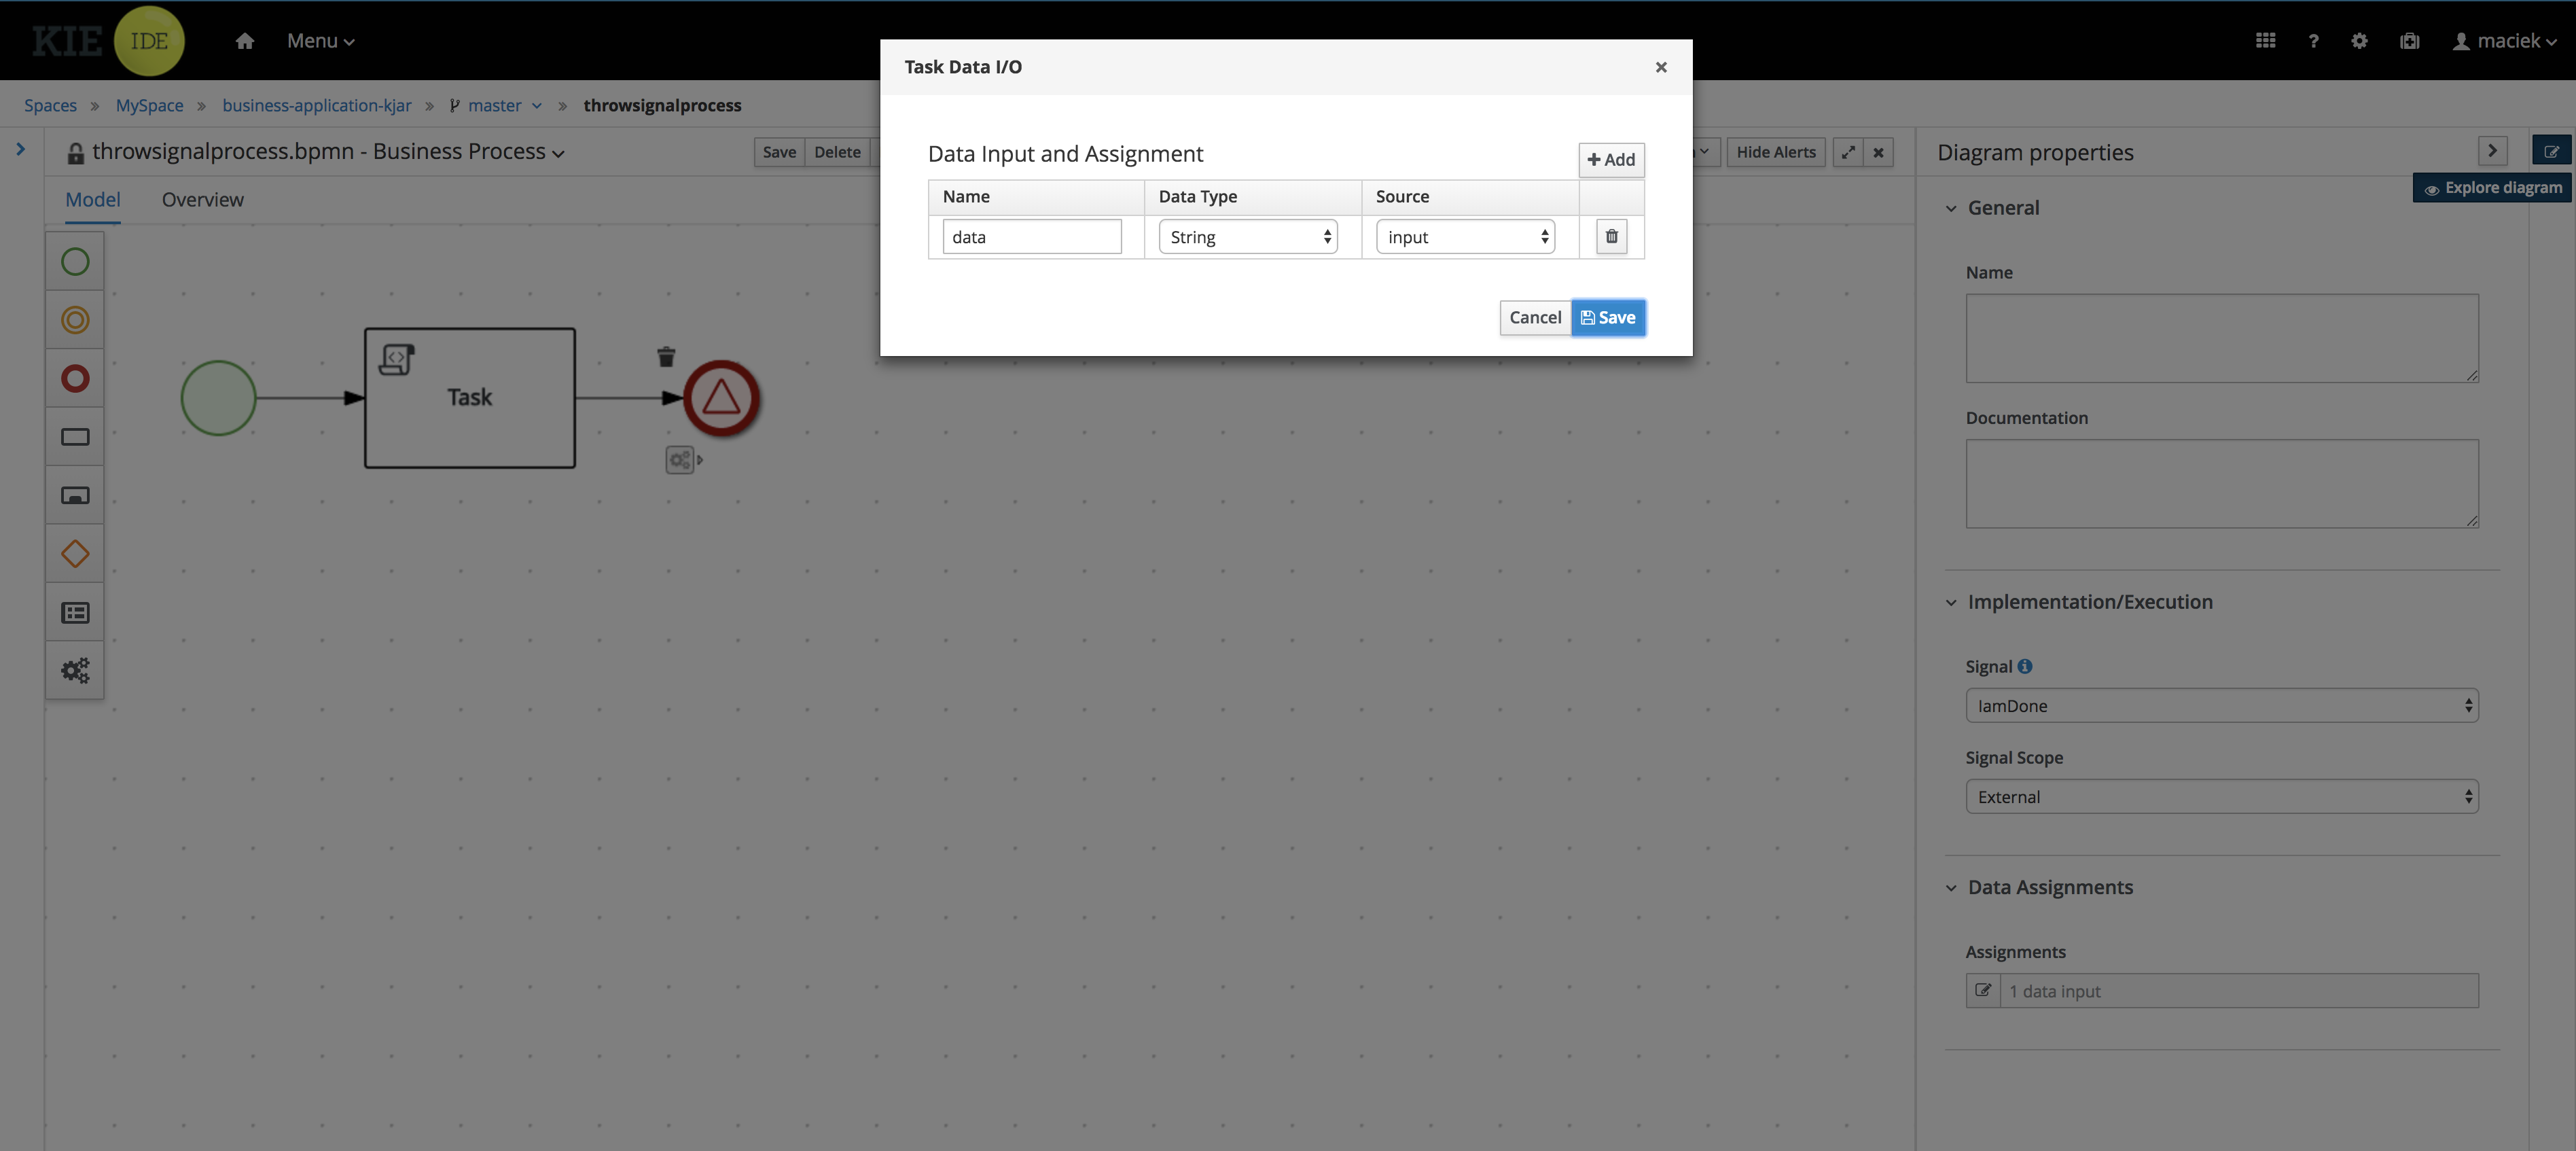 KIE IDE Menu ? maciek
Spaces » MySpace » business-application-kjar » master » throwsignalprocess
throwsignalprocess.bpmn - Business Process
Save Delete Hide Alerts
Model Overview
Task
Task Data I/O
Data Input and Assignment
+ Add
Name Data Type Source
data String input
Cancel Save
Diagram properties
Explore diagram
General
Name
Documentation
Implementation/Execution
Signal
Signal Scope
External
Data Assignments
Assignments
1 data input